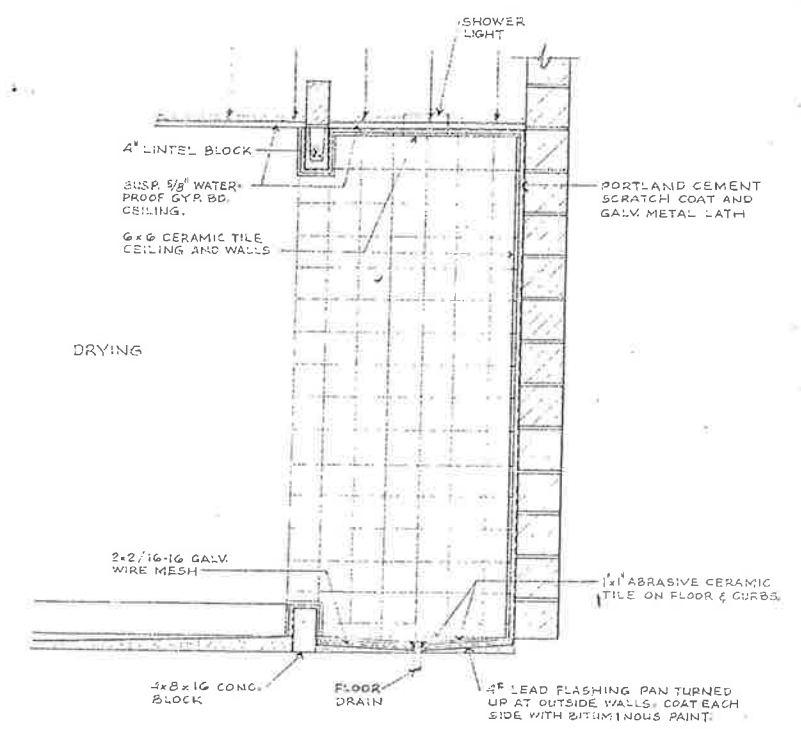 SHOWER
LIGHT
4" LINTEL BLOCK
SUSP. 5/8" WATER-
PROOF GYP. BD.
CEILING.
6x6 CERAMIC TILE
CEILING AND WALLS
PORTLAND CEMENT
SCRATCH COAT AND
GALV. METAL LATH
DRYING
2x2/16-16 GALV.
WIRE MESH
1"x1" ABRASIVE CERAMIC
TILE ON FLOOR & CURBS.
4x8x16 CONC.
BLOCK
FLOOR
DRAIN
4# LEAD FLASHING PAN TURNED
UP AT OUTSIDE WALLS. COAT EACH
SIDE WITH BITUMINOUS PAINT.